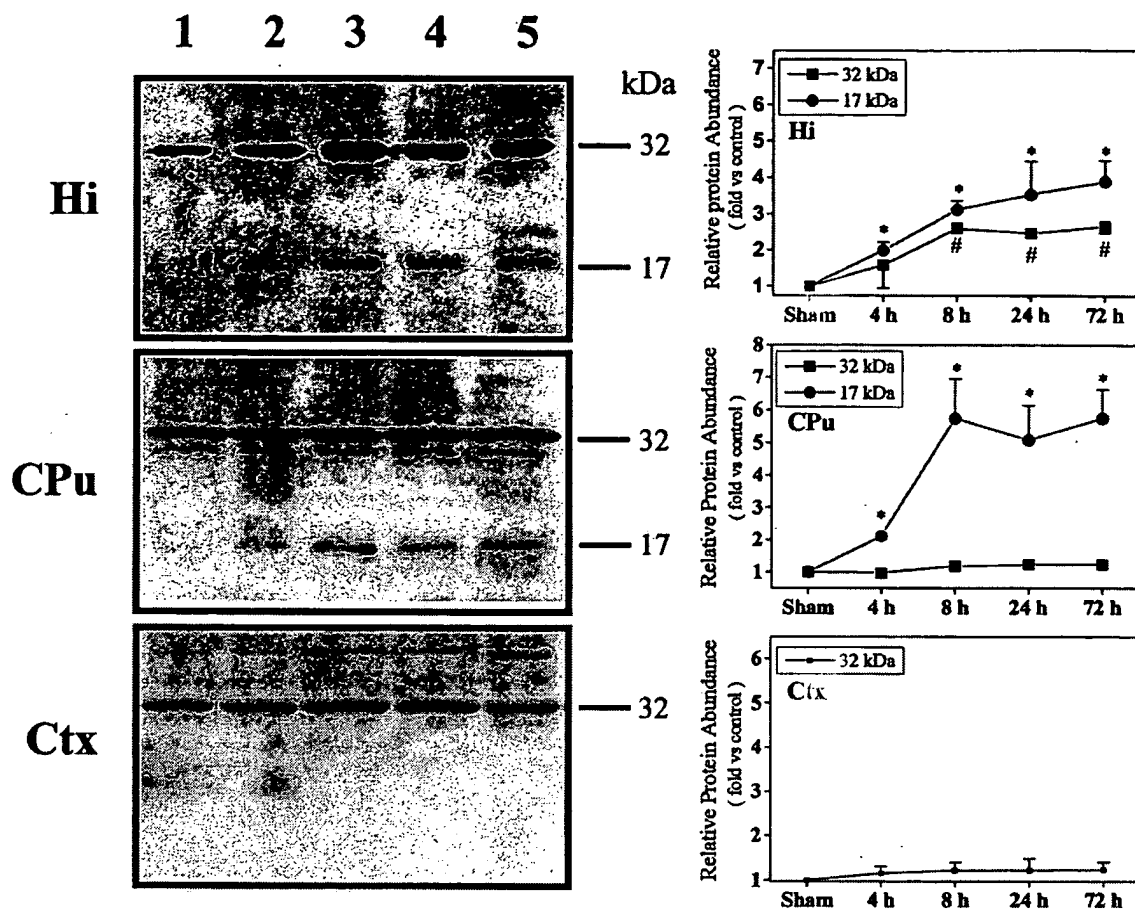 1 2 3 4 5
kDa
Hi
32
17
CPu
32
17
Ctx
32
Relative protein Abundance
( fold vs control )
7
6
5
4
3
2
1
32 kDa
17 kDa
Hi
* * * *
# # #
Sham 4 h 8 h 24 h 72 h
Relative Protein Abundance
( fold vs control )
8
7
6
5
4
3
2
1
32 kDa
17 kDa
CPu
* * * *
Sham 4 h 8 h 24 h 72 h
Relative Protein Abundance
( fold vs control )
6
5
4
3
2
1
32 kDa
Ctx
Sham 4 h 8 h 24 h 72 h